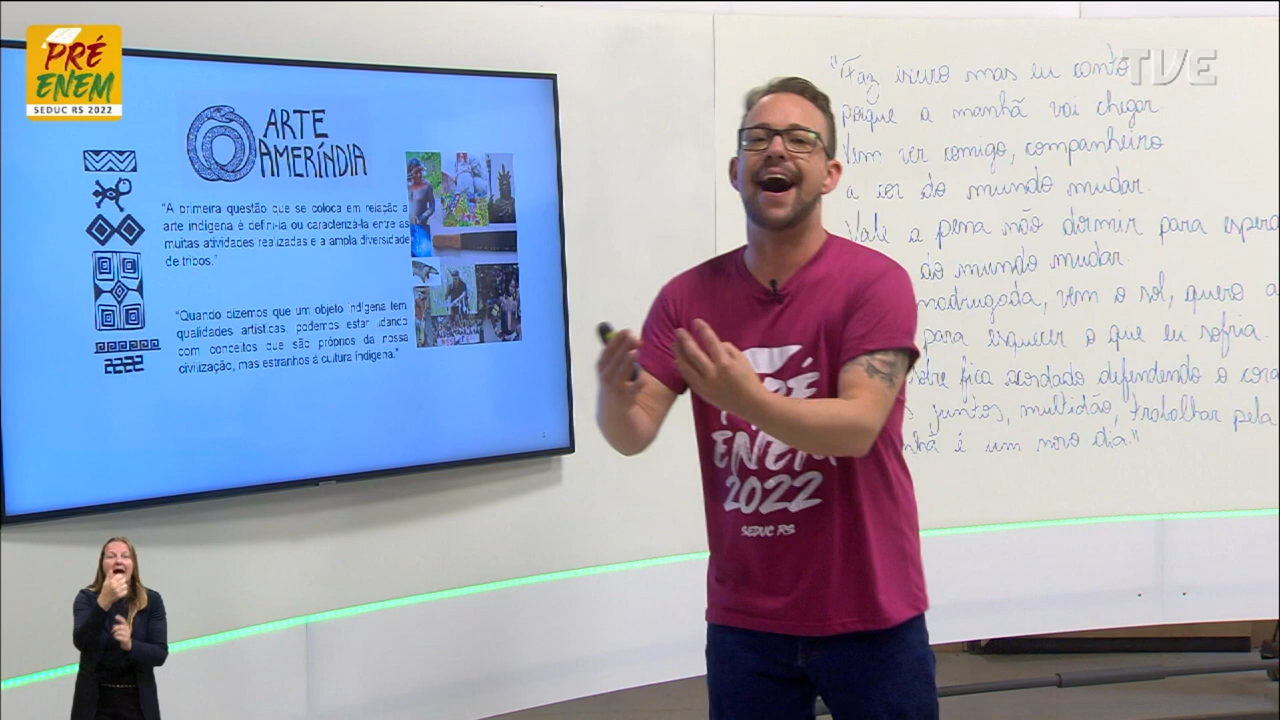 PRÉ
ENEM
SEDUC RS 2022
ARTE
AMERÍNDIA
"A primeira questão que se coloca em relação a
arte indígena é defini-la ou caracterizá-la entre as
muitas atividades realizadas e a ampla diversidade
de tribos."
"Quando dizemos que um objeto indígena tem
qualidades artísticas, podemos estar lidando
com conceitos que são próprios da nossa
civilização, mas estranhos à cultura indígena."
TVE
"Faz escuro mas eu canto
porque a manhã vai chegar.
Vem ver comigo, companheiro
a cor do mundo mudar.
Vale a pena não dormir para espera
do mundo mudar.
madrugada, vem o sol, quero a
para esquecer o que eu sofria.
fica acordado defendendo o cora
juntos, multidão, trabalhar pela
é um novo dia."
PRÉ
ENEM
2022
SEDUC RS